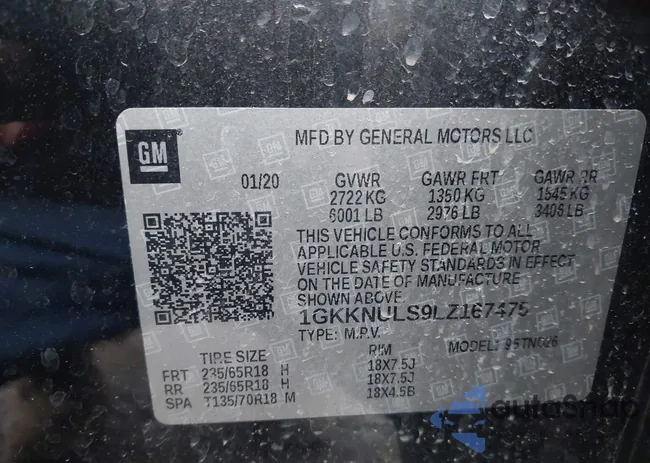 GM
MFD BY GENERAL MOTORS LLC
01/20 GVWR GAWR FRT GAWR RR
2722 KG 1350 KG 1545 KG
6001 LB 2976 LB 3406 LB
THIS VEHICLE CONFORMS TO ALL
APPLICABLE U.S. FEDERAL MOTOR
VEHICLE SAFETY STANDARDS IN EFFECT
ON THE DATE OF MANUFACTURE
SHOWN ABOVE.
1GKKNULS9LZ167475
TYPE: M.P.V. MODEL:
TIRE SIZE RIM
FRT 235/65R18 H 18X7.5J
RR 235/65R18 H 18X7.5J
SPA T135/70R18 M 18X4.5B